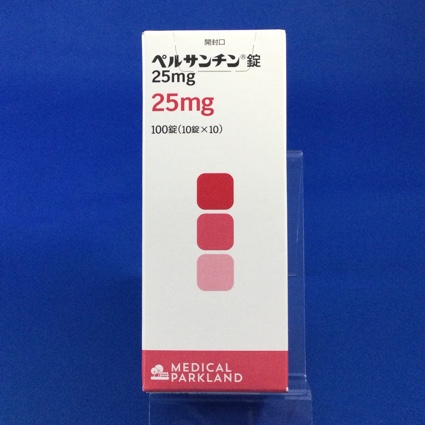 開封口
ペルサンチン®錠
25mg
25mg
100錠(10錠×10)
MEDICAL
PARKLAND